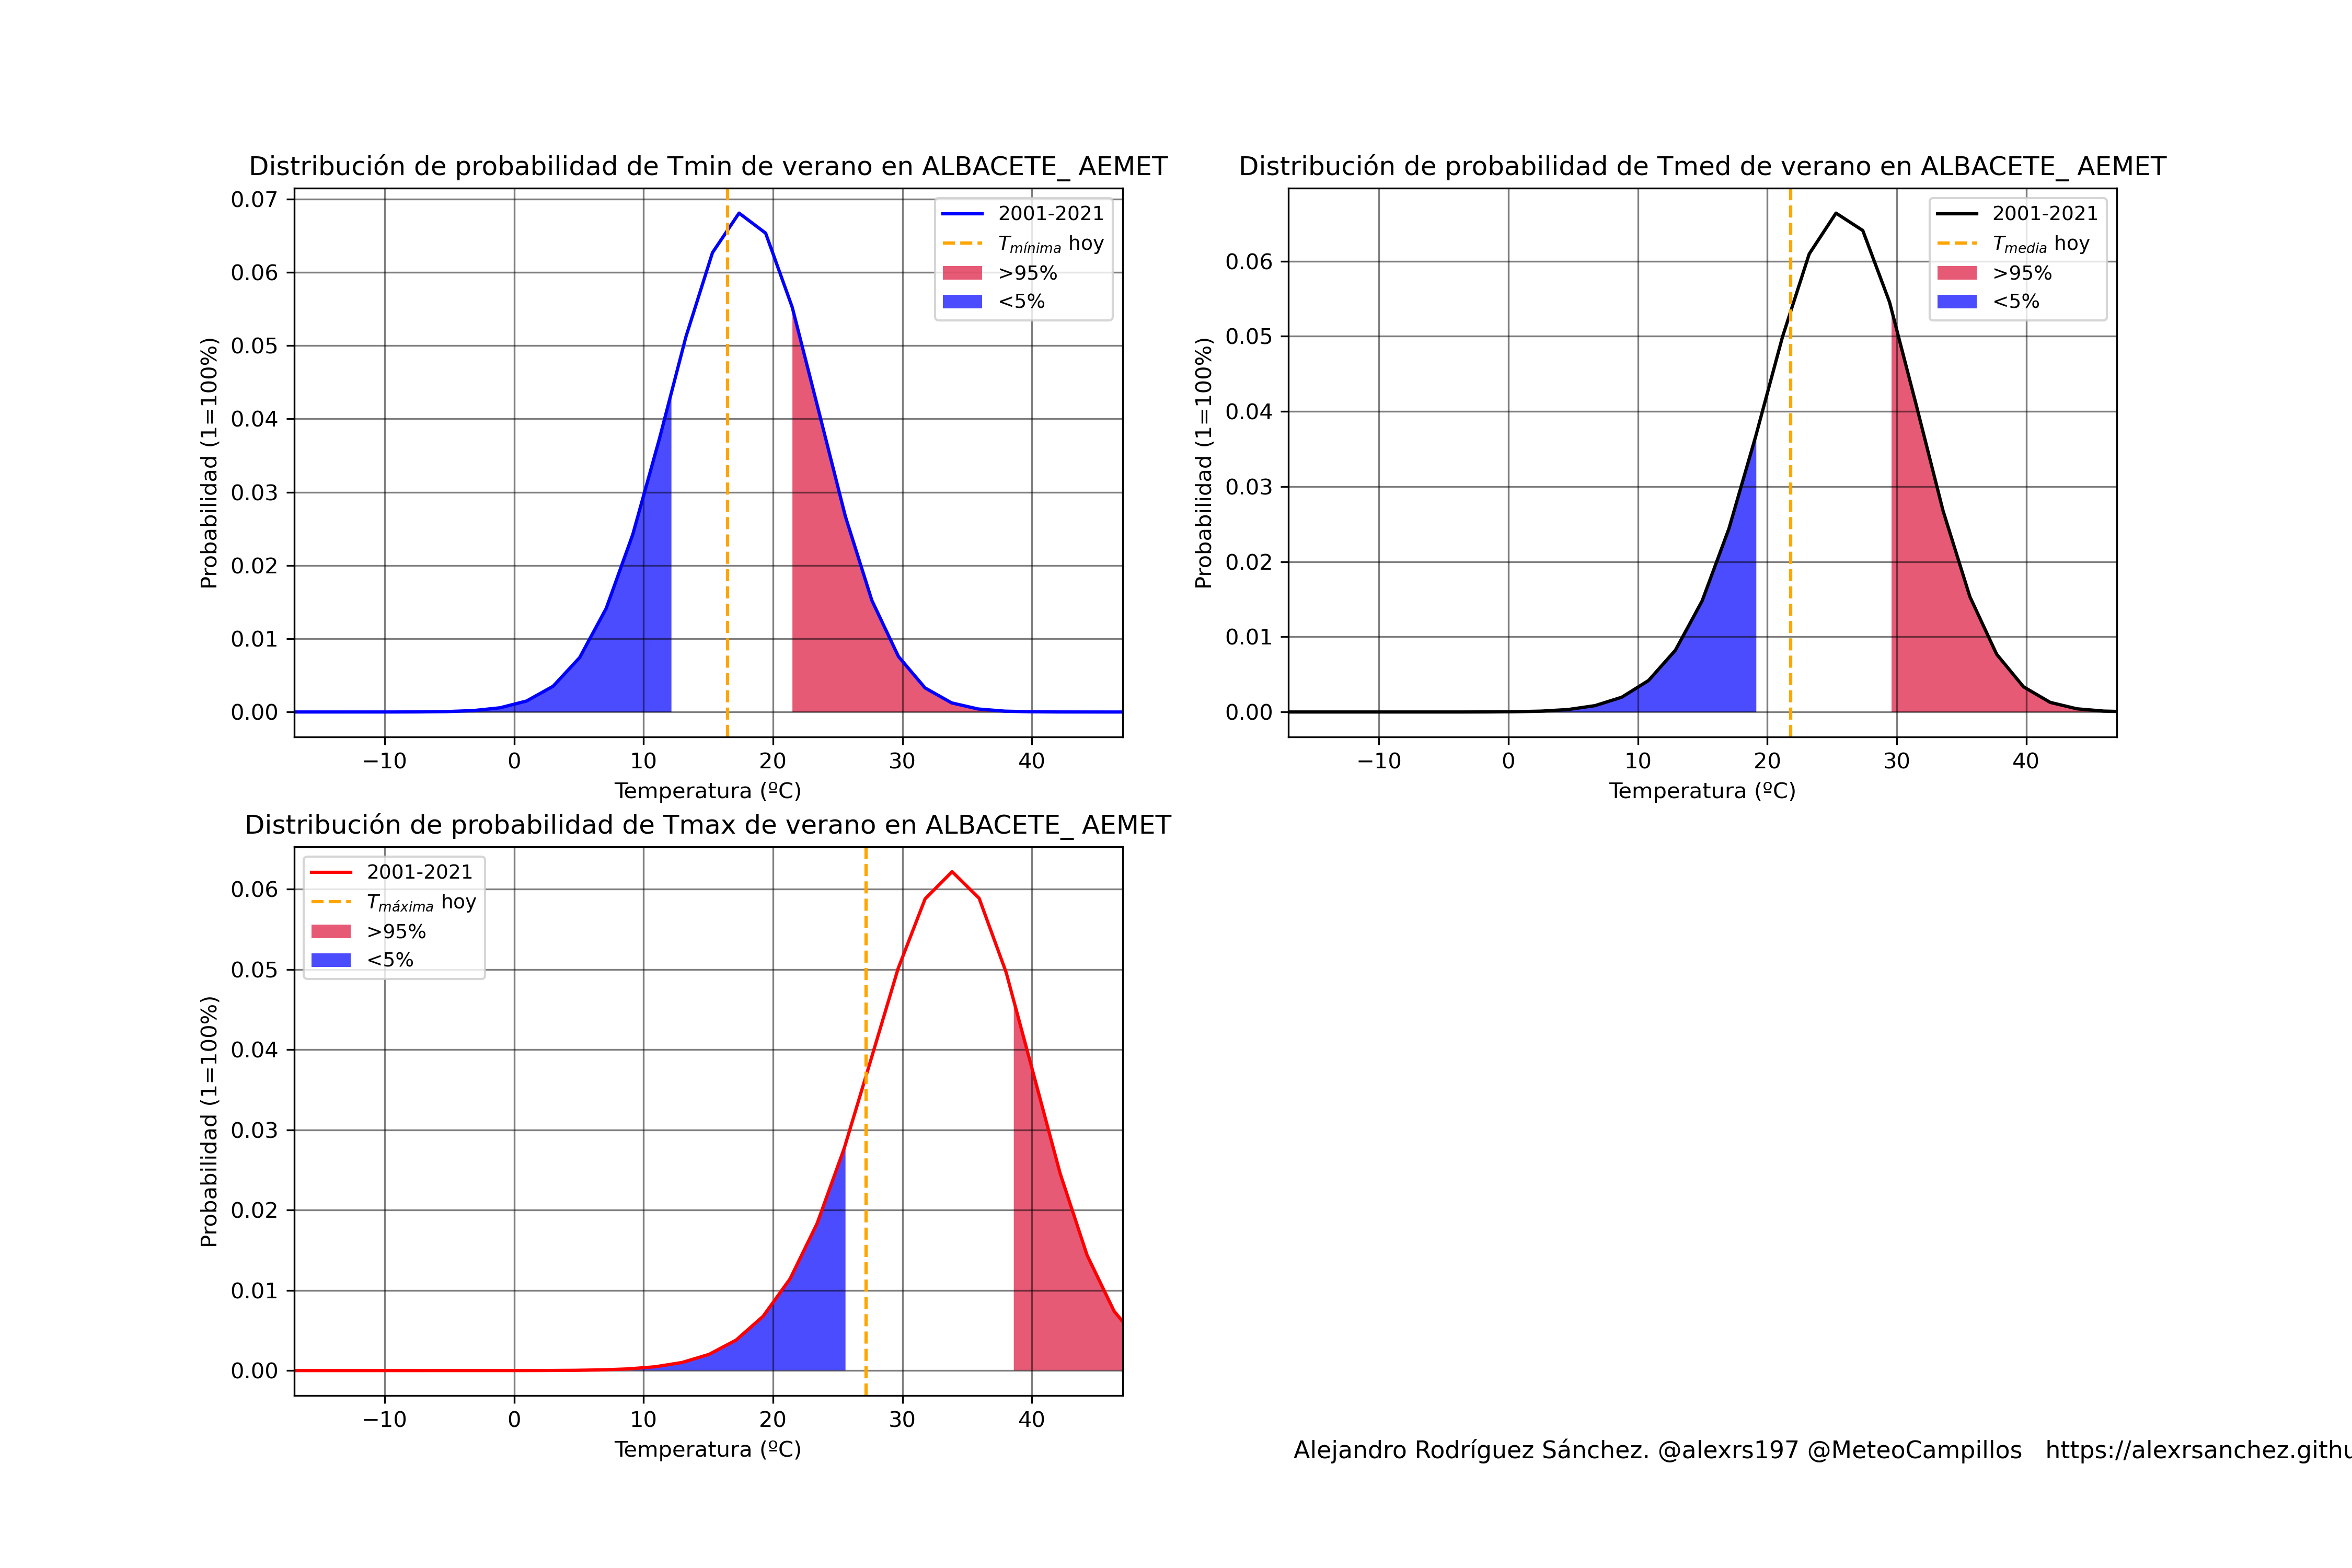 Distribución de probabilidad de Tmin de verano en ALBACETE_ AEMET
0.07
0.06
0.05
0.04
0.03
0.02
0.01
0.00
Probabilidad (1=100%)
2001-2021
Tmínima hoy
>95%
<5%
−10 0 10 20 30 40
Temperatura (ºC)
Distribución de probabilidad de Tmed de verano en ALBACETE_ AEMET
0.06
0.05
0.04
0.03
0.02
0.01
0.00
Probabilidad (1=100%)
2001-2021
Tmedia hoy
>95%
<5%
−10 0 10 20 30 40
Temperatura (ºC)
Distribución de probabilidad de Tmax de verano en ALBACETE_ AEMET
0.06
0.05
0.04
0.03
0.02
0.01
0.00
Probabilidad (1=100%)
2001-2021
Tmáxima hoy
>95%
<5%
−10 0 10 20 30 40
Temperatura (ºC)
Alejandro Rodríguez Sánchez. @alexrs197 @MeteoCampillos https://alexrsanchez.githu